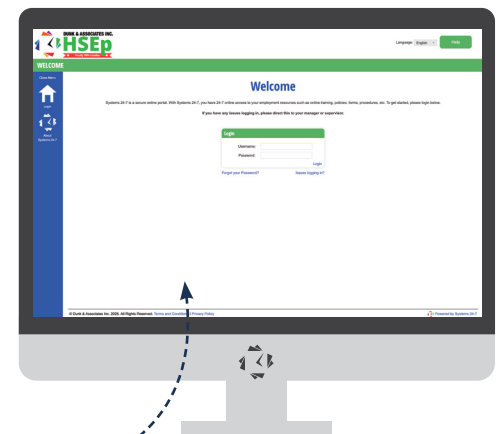 DUNK & ASSOCIATES INC.
HSEp
Language: English
Help
WELCOME
Close Menu
Login
About
Systems 24-7
Welcome
Systems 24-7 is a secure online portal. With Systems 24-7, you have 24-7 online access to your employment resources such as online training, policies, forms, procedures, etc. To get started, please login below.
If you have any issues logging in, please direct this to your manager or supervisor.
Login
Username:
Password:
Login
Forgot your Password?
Issues logging in?
© Dunk & Associates Inc. 2025. All Rights Reserved. Terms and Conditions | Privacy Policy
Powered by Systems 24-7